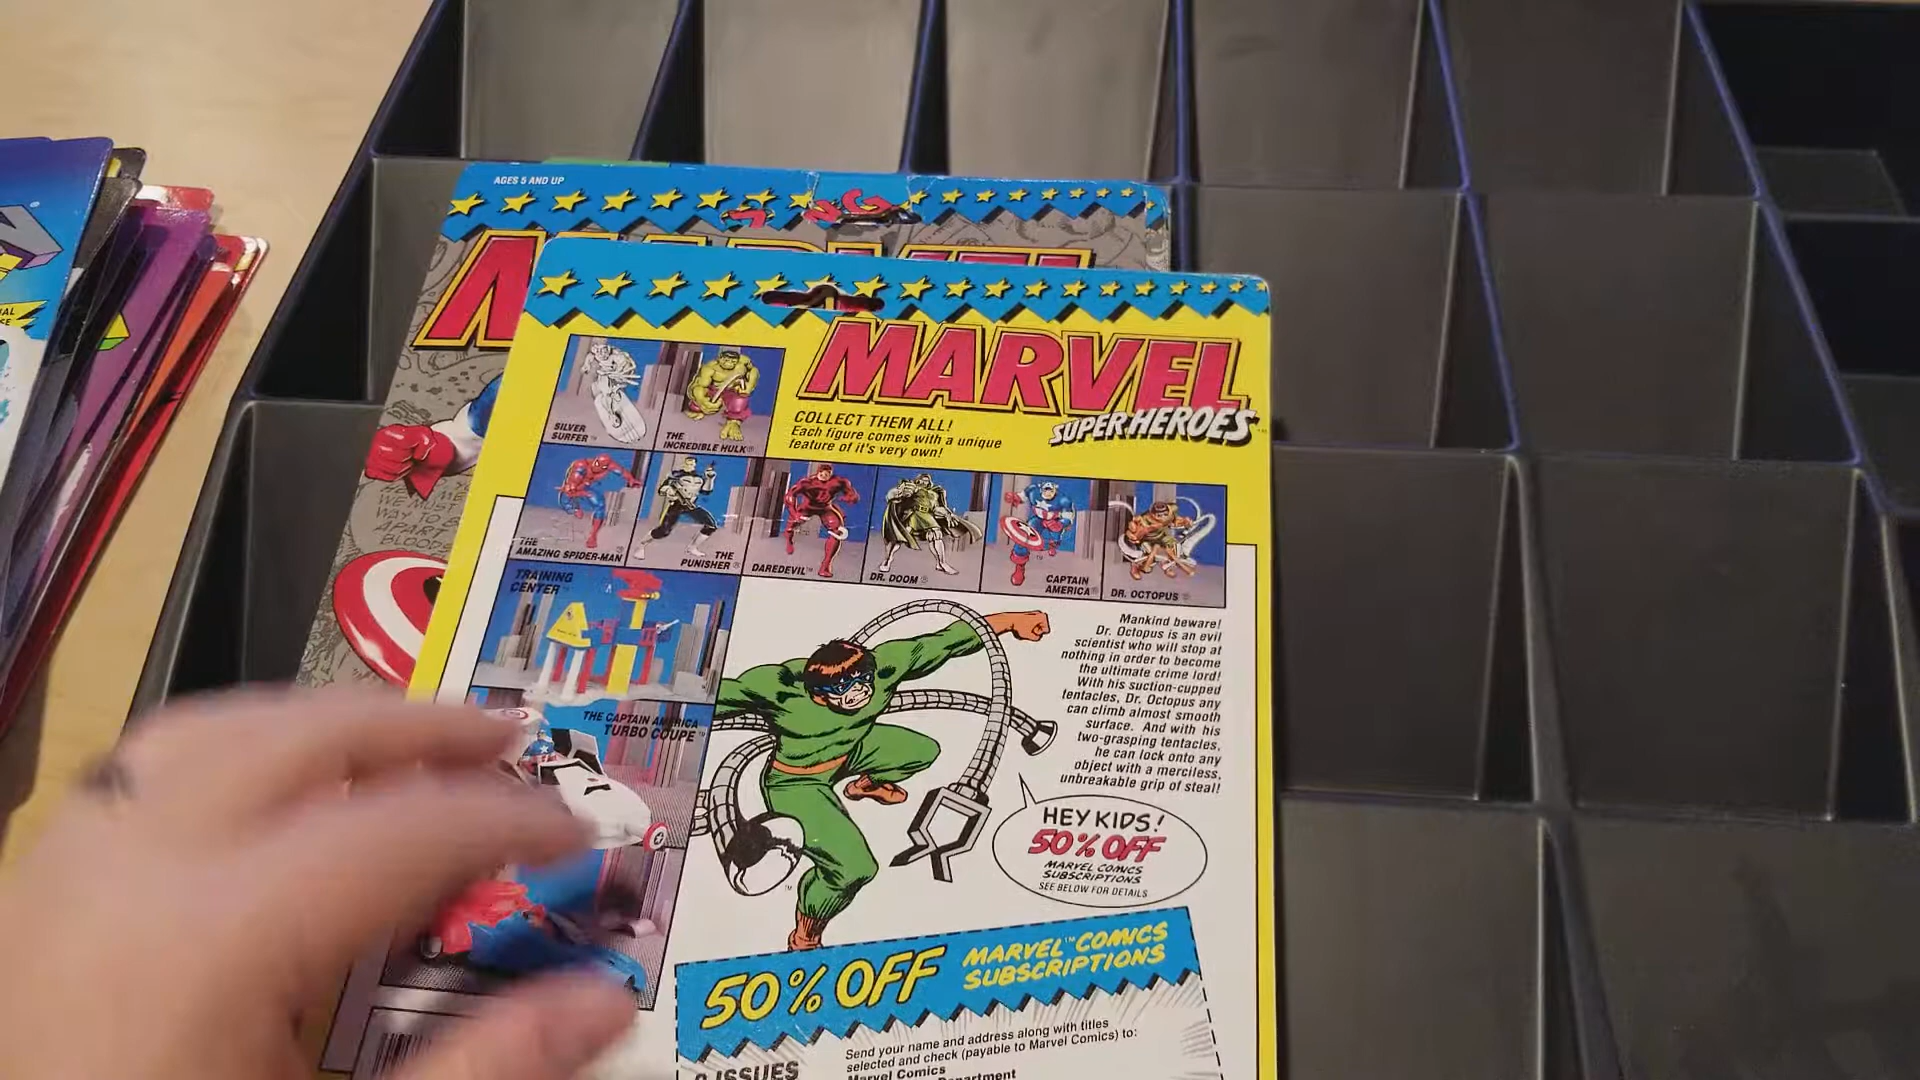 AGES 5 AND UP
MARVEL
SUPER HEROES
COLLECT THEM ALL!
Each figure comes with a unique
feature of it's very own!
SILVER
SURFER™
THE
INCREDIBLE HULK®
THE
AMAZING SPIDER-MAN®
THE
PUNISHER®
DAREDEVIL™
DR. DOOM®
CAPTAIN
AMERICA®
DR. OCTOPUS®
TRAINING
CENTER™
THE CAPTAIN AMERICA
TURBO COUPE™
Mankind beware!
Dr. Octopus is an evil
scientist who will stop at
nothing in order to become
the ultimate crime lord!
With his suction-cupped
tentacles, Dr. Octopus any
can climb almost smooth
surface. And with his
two-grasping tentacles,
he can lock onto any
object with a merciless,
unbreakable grip of steal!
HEY KIDS!
50% OFF
MARVEL COMICS
SUBSCRIPTIONS
SEE BELOW FOR DETAILS
50% OFF
MARVEL™ COMICS
SUBSCRIPTIONS
Send your name and address along with titles
selected and check (payable to Marvel Comics) to:
Marvel Comics
ISSUES